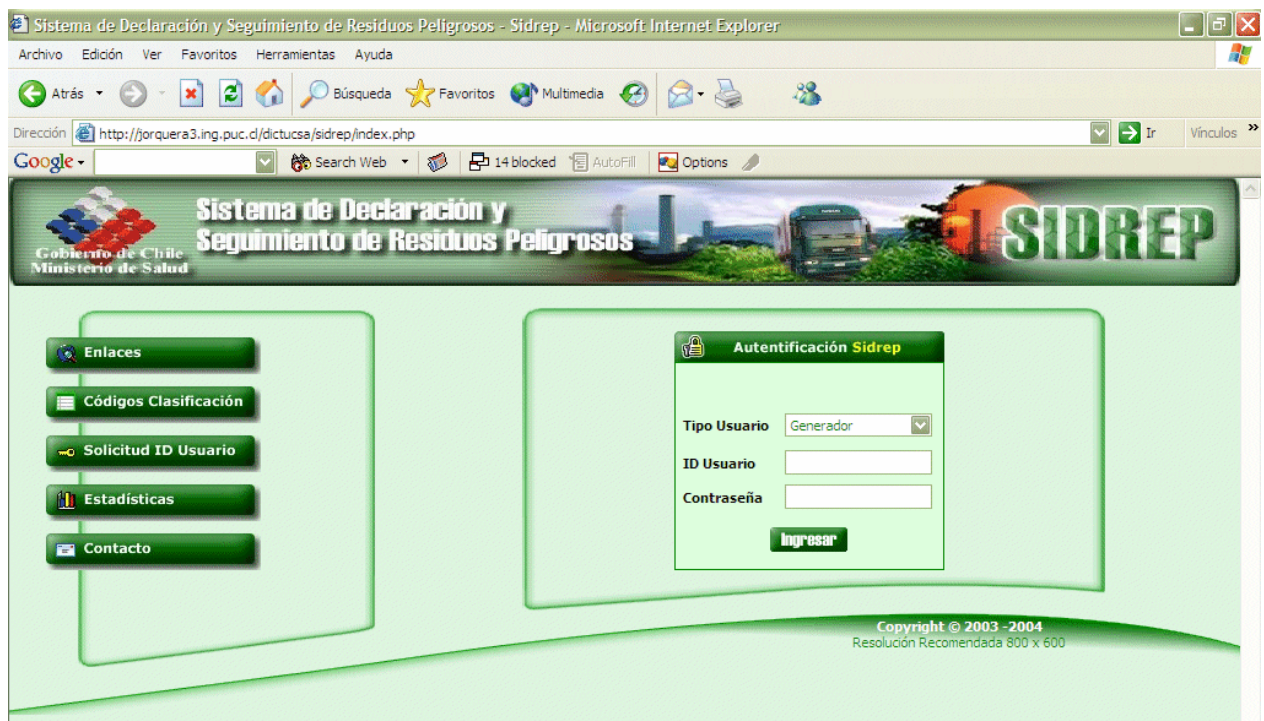 Sistema de Declaración y Seguimiento de Residuos Peligrosos - Sidrep - Microsoft Internet Explorer
Archivo Edición Ver Favoritos Herramientas Ayuda
Atrás Búsqueda Favoritos Multimedia
Dirección http://jorquera3.ing.puc.cl/dictucsa/sidrep/index.php Ir Vínculos »
Google Search Web 14 blocked AutoFill Options
Sistema de Declaración y
Seguimiento de Residuos Peligrosos
SIDREP
Gobierno de Chile
Ministerio de Salud
Enlaces
Códigos Clasificación
Solicitud ID Usuario
Estadísticas
Contacto
Autentificación Sidrep
Tipo Usuario Generador
ID Usuario
Contraseña
Ingresar
Copyright © 2003 -2004
Resolución Recomendada 800 x 600